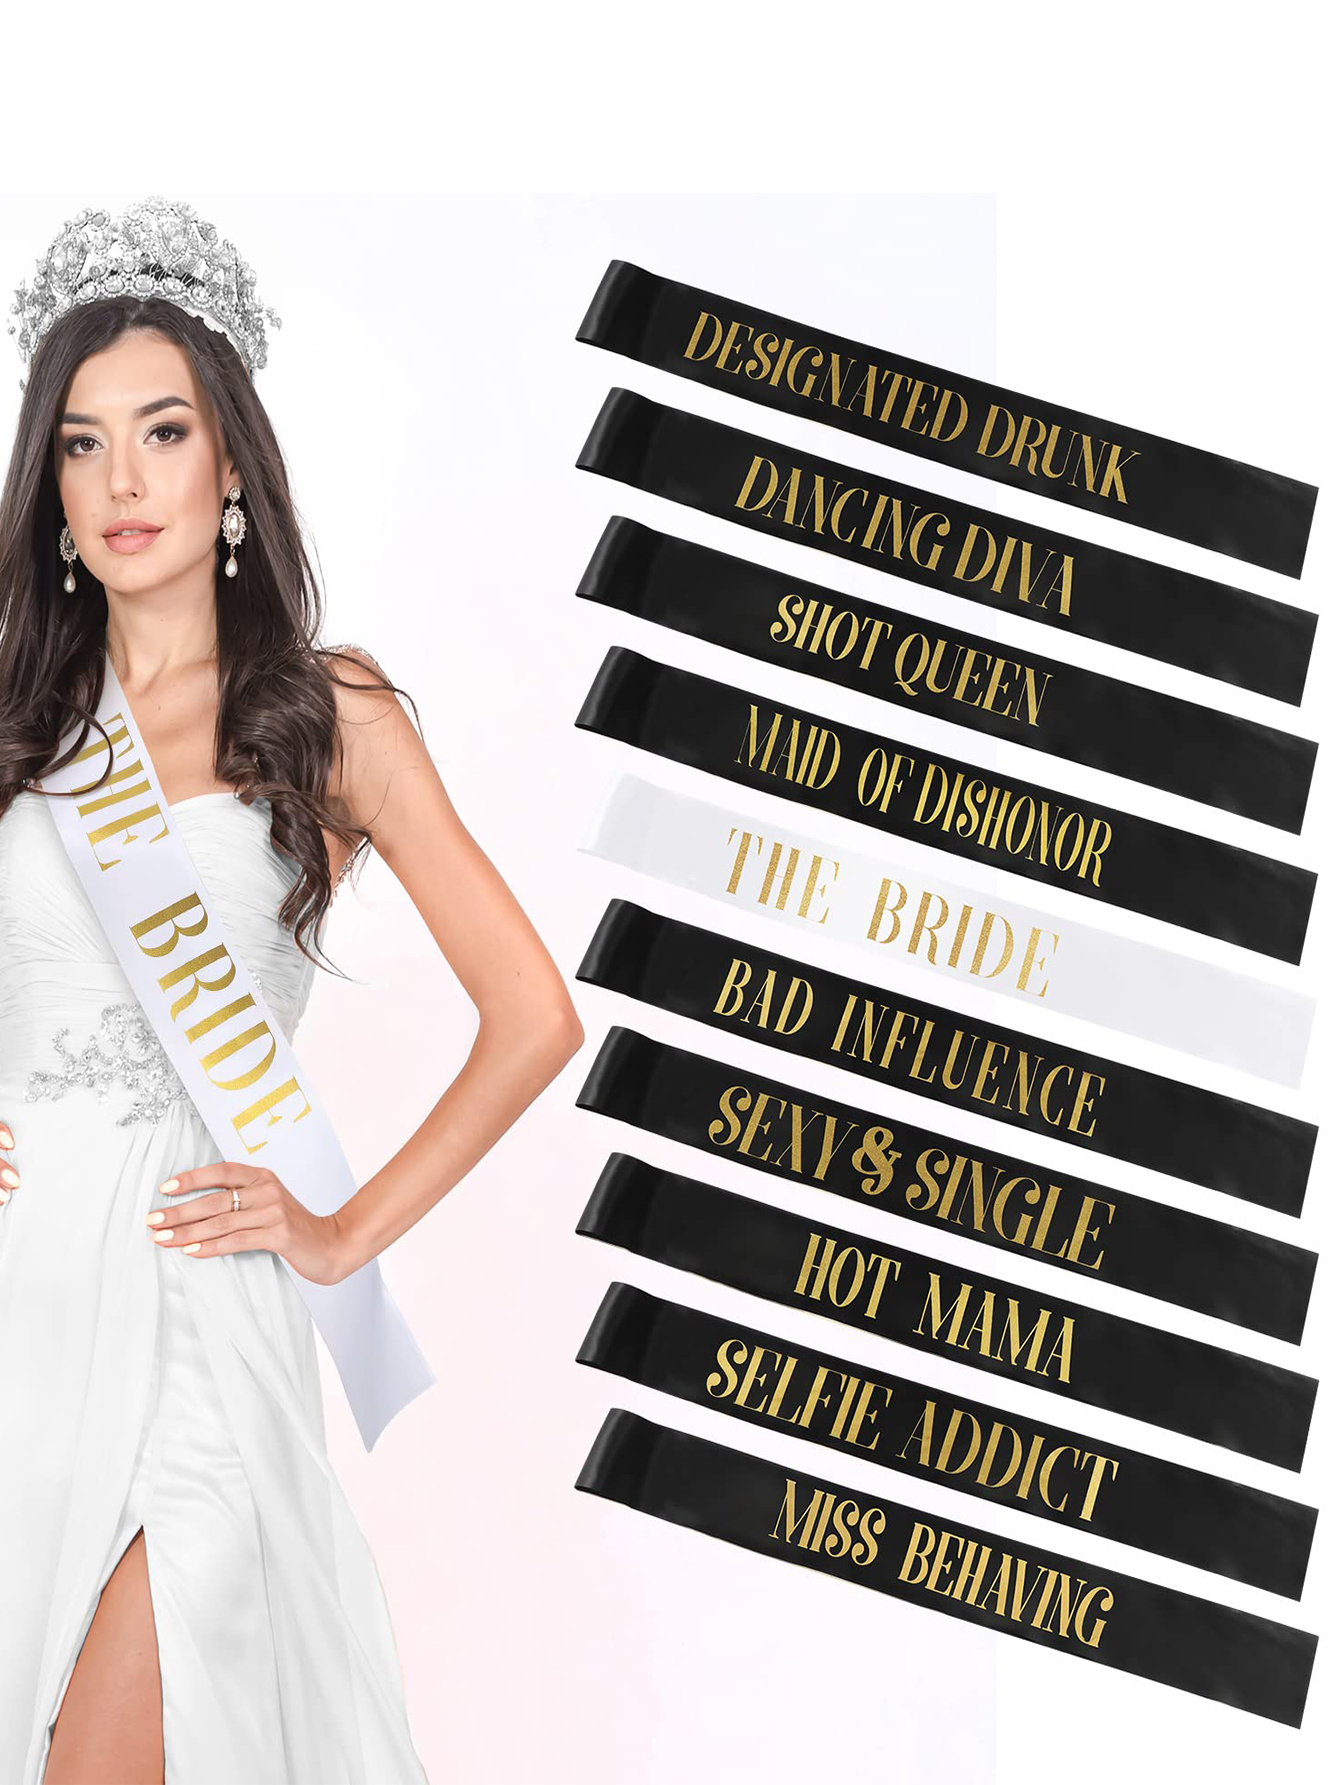 THE BRIDE
DESIGNATED DRUNK
DANCING DIVA
SHOT QUEEN
MAID OF DISHONOR
THE BRIDE
BAD INFLUENCE
SEXY & SINGLE
HOT MAMA
SELFIE ADDICT
MISS BEHAVING